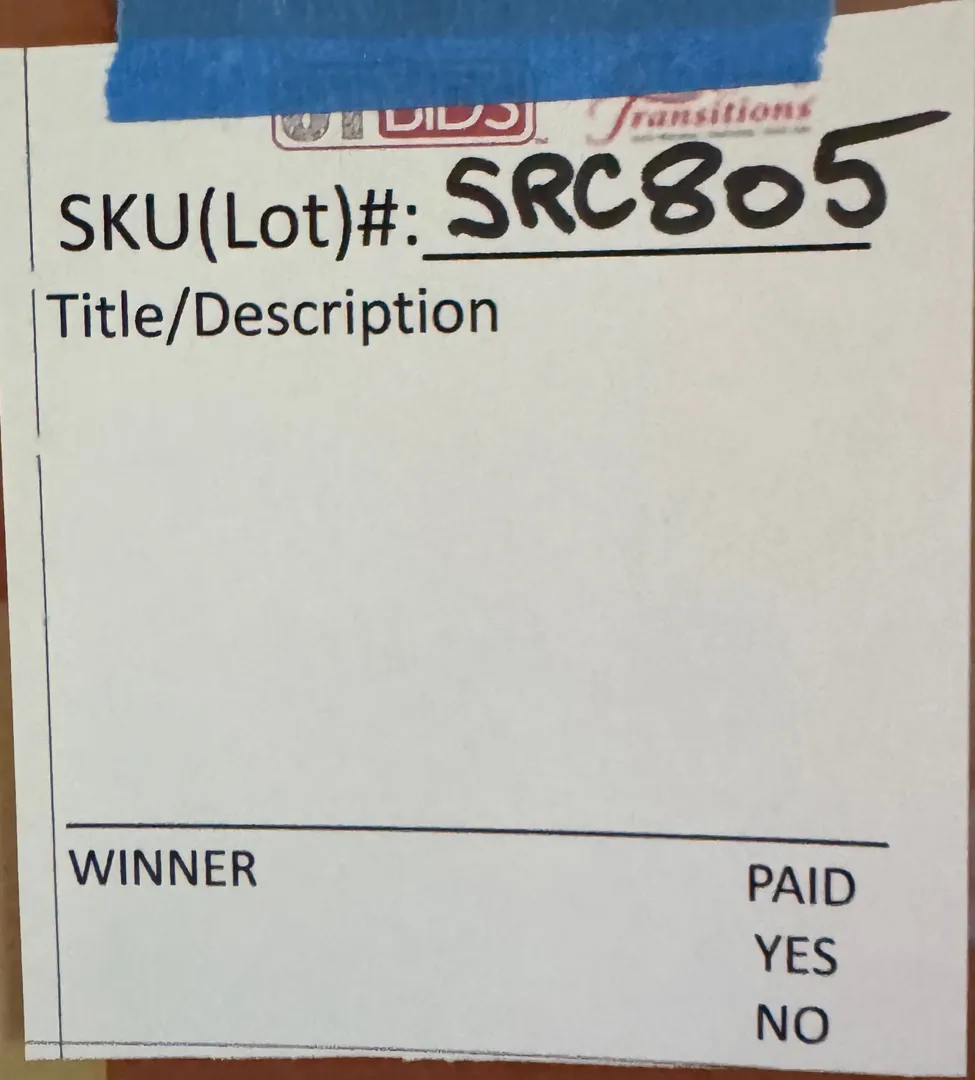 BIDS
Transitions
SKU(Lot)#: SRC805
Title/Description
WINNER
PAID
YES
NO